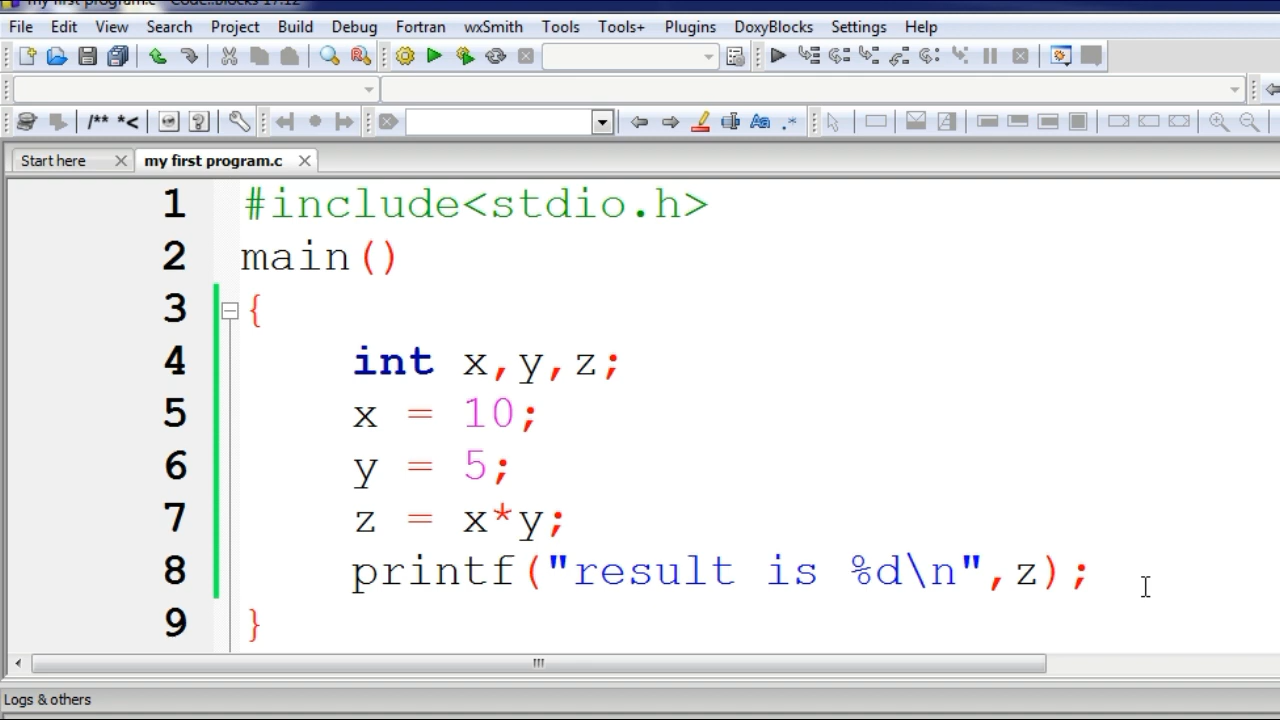 my first program.c - Code::Blocks 17.12
File Edit View Search Project Build Debug Fortran wxSmith Tools Tools+ Plugins DoxyBlocks Settings Help
/** *<
Aa .*
Start here my first program.c
1 #include<stdio.h>
2 main()
3 {
4 int x,y,z;
5 x = 10;
6 y = 5;
7 z = x*y;
8 printf("result is %d\n",z);
9 }
Logs & others